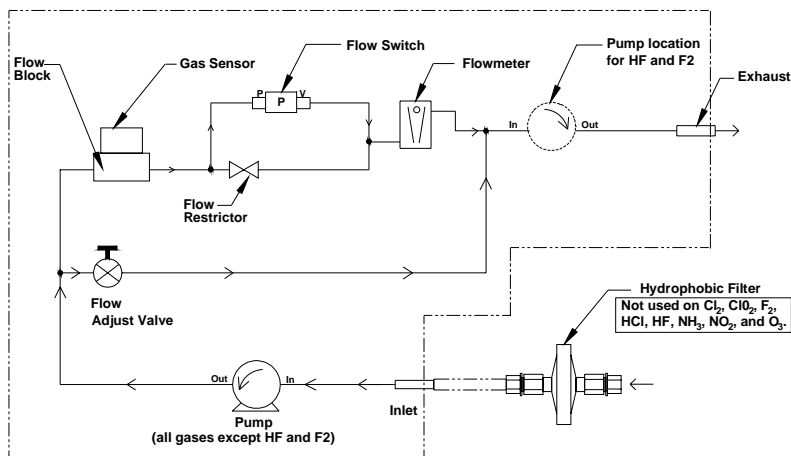 Flow Switch
Pump location
for HF and F2
Gas Sensor
Flow
Block
Flowmeter
Exhaust
P
P
V
In
Out
Flow
Restrictor
Flow
Adjust Valve
Hydrophobic Filter
Not used on Cl₂, Cl0₂, F₂,
HCl, HF, NH₃, NO₂, and O₃.
Out
In
Inlet
Pump
(all gases except HF and F2)